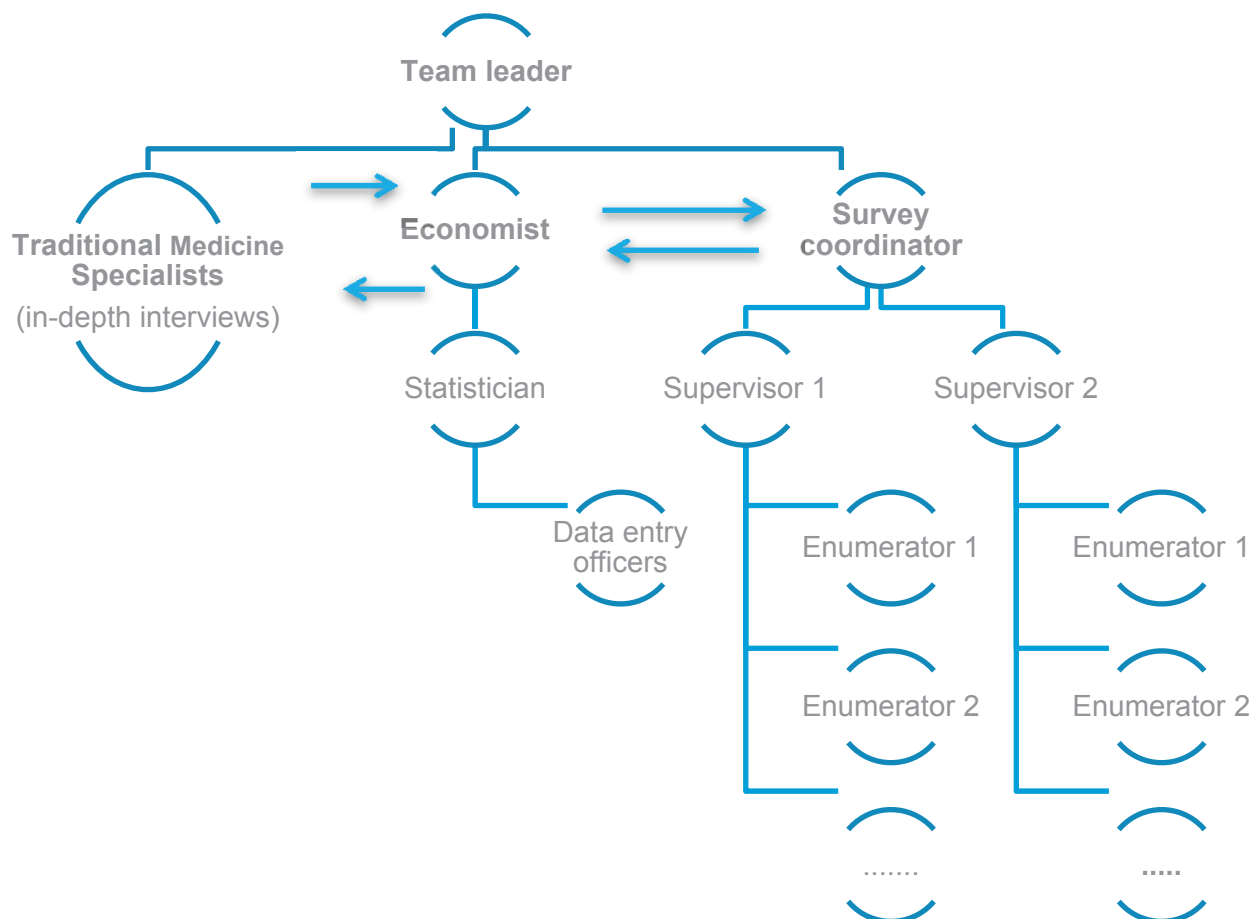 Team leader
Traditional Medicine
Specialists
(in-depth interviews)
Economist
Survey
coordinator
Statistician
Supervisor 1
Supervisor 2
Data entry
officers
Enumerator 1
Enumerator 1
Enumerator 2
Enumerator 2
.......
.....